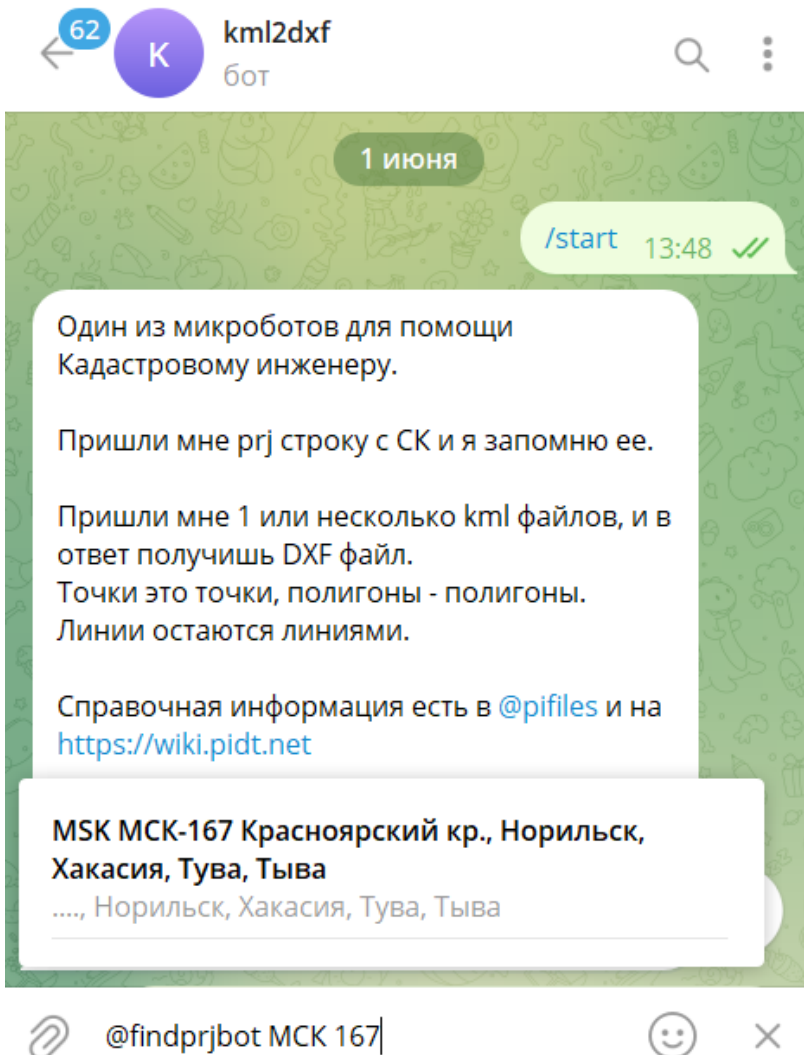 62
K
kml2dxf
бот
1 июня
/start 13:48
Один из микроботов для помощи
Кадастровому инженеру.
Пришли мне prj строку с СК и я запомню ее.
Пришли мне 1 или несколько kml файлов, и в
ответ получишь DXF файл.
Точки это точки, полигоны - полигоны.
Линии остаются линиями.
Справочная информация есть в @pifiles и на
https://wiki.pidt.net
MSK МСК-167 Красноярский кр., Норильск,
Хакасия, Тува, Тыва
...., Норильск, Хакасия, Тува, Тыва
@findprjbot МСК 167